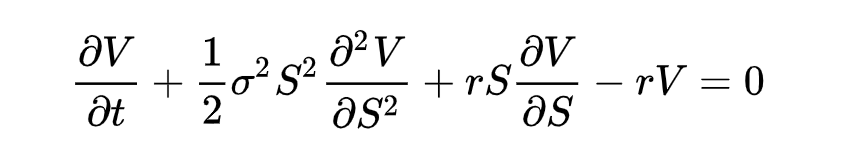 ∂V/∂t + 1/2 σ² S² ∂²V/∂S² + rS ∂V/∂S − rV = 0